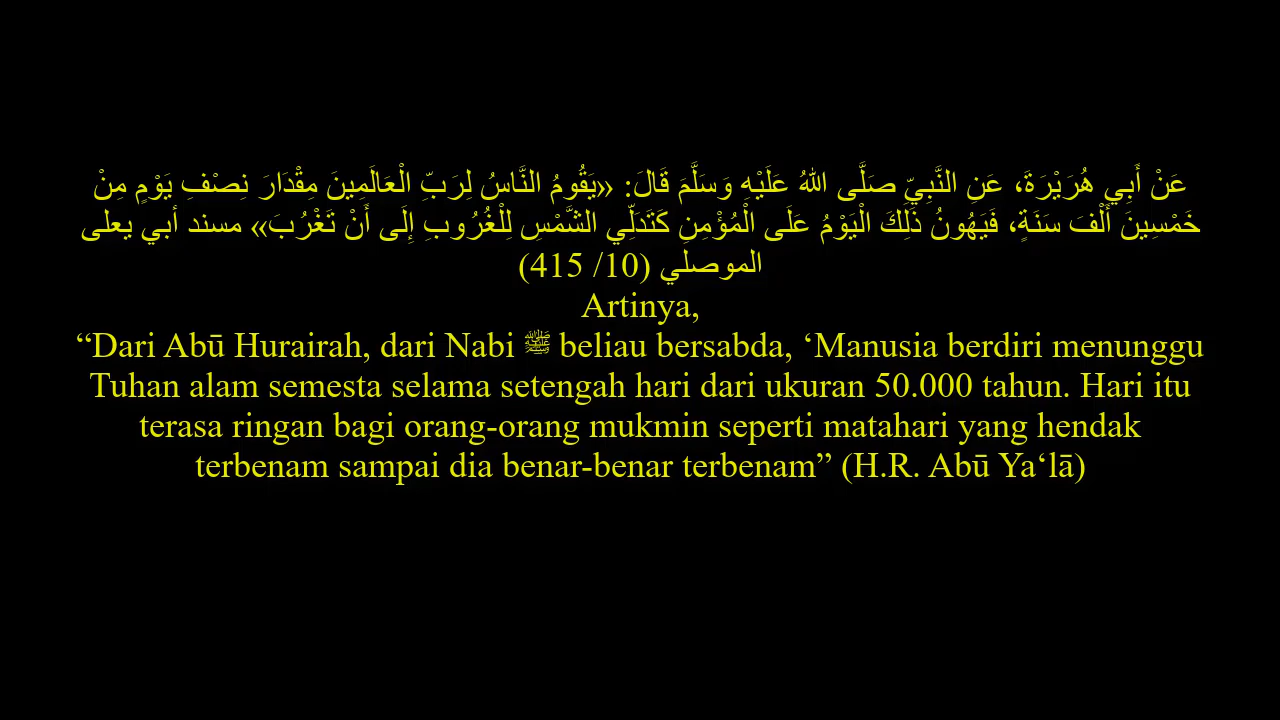 عَنْ أَبِي هُرَيْرَةَ، عَنِ النَّبِيِّ صَلَّى اللهُ عَلَيْهِ وَسَلَّمَ قَالَ: «يَقُومُ النَّاسُ لِرَبِّ الْعَالَمِينَ مِقْدَارَ نِصْفِ يَوْمٍ مِنْ
خَمْسِينَ أَلْفَ سَنَةٍ، فَيَهُونُ ذَلِكَ الْيَوْمُ عَلَى الْمُؤْمِنِ كَتَدَلِّي الشَّمْسِ لِلْغُرُوبِ إِلَى أَنْ تَغْرُبَ» مسند أبي يعلى
الموصلي (10/ 415)
Artinya,
“Dari Abū Hurairah, dari Nabi ﷺ beliau bersabda, ‘Manusia berdiri menunggu
Tuhan alam semesta selama setengah hari dari ukuran 50.000 tahun. Hari itu
terasa ringan bagi orang-orang mukmin seperti matahari yang hendak
terbenam sampai dia benar-benar terbenam” (H.R. Abū Ya‘lā)